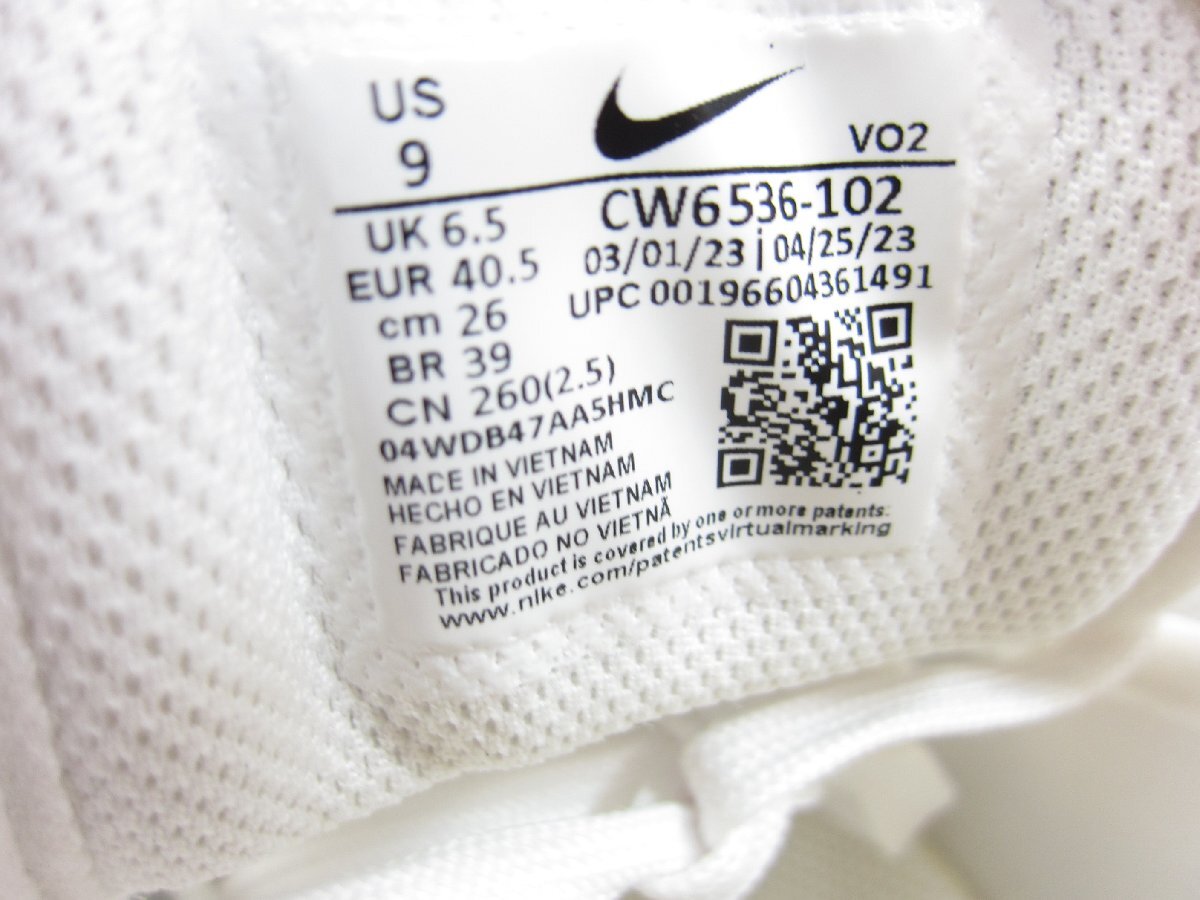 US
9
VO2
UK 6.5
EUR 40.5
cm 26
BR 39
CN 260(2.5)
CW6536-102
03/01/23 | 04/25/23
UPC 00196604361491
04WDB47AA5HMC
MADE IN VIETNAM
HECHO EN VIETNAM
FABRIQUE AU VIETNAM
FABRICADO NO VIETNÃ
This product is covered by one or more patents:
www.nike.com/patentsvirtualmarking